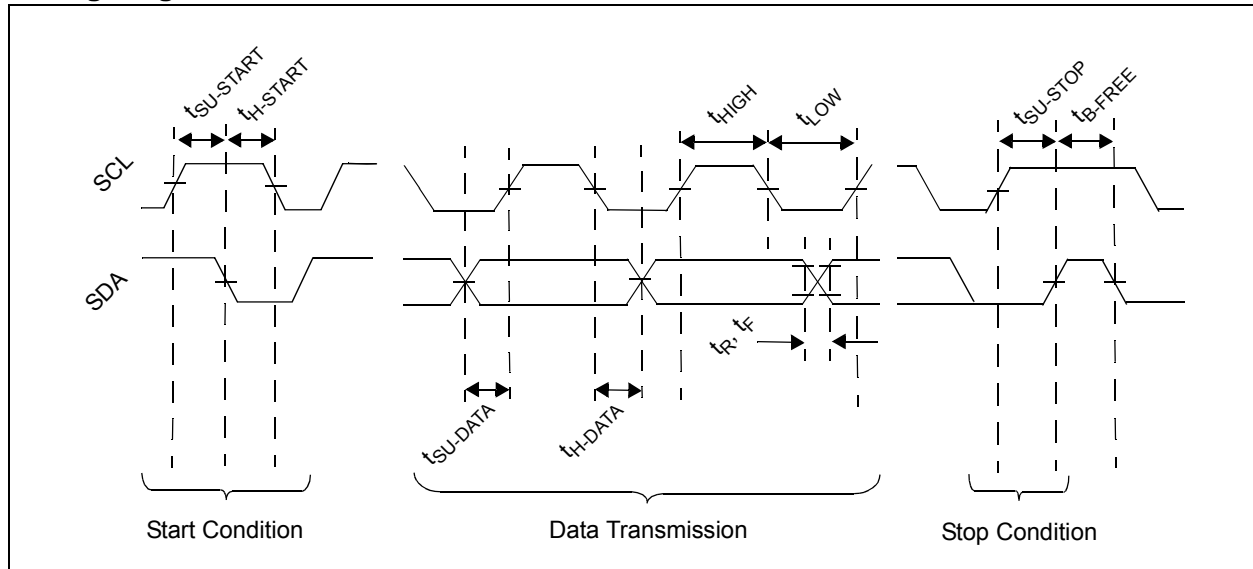 tSU-START
tH-START
tHIGH
tLOW
tSU-STOP
tB-FREE
SCL
SDA
tR, tF
tSU-DATA
tH-DATA
Start Condition
Data Transmission
Stop Condition